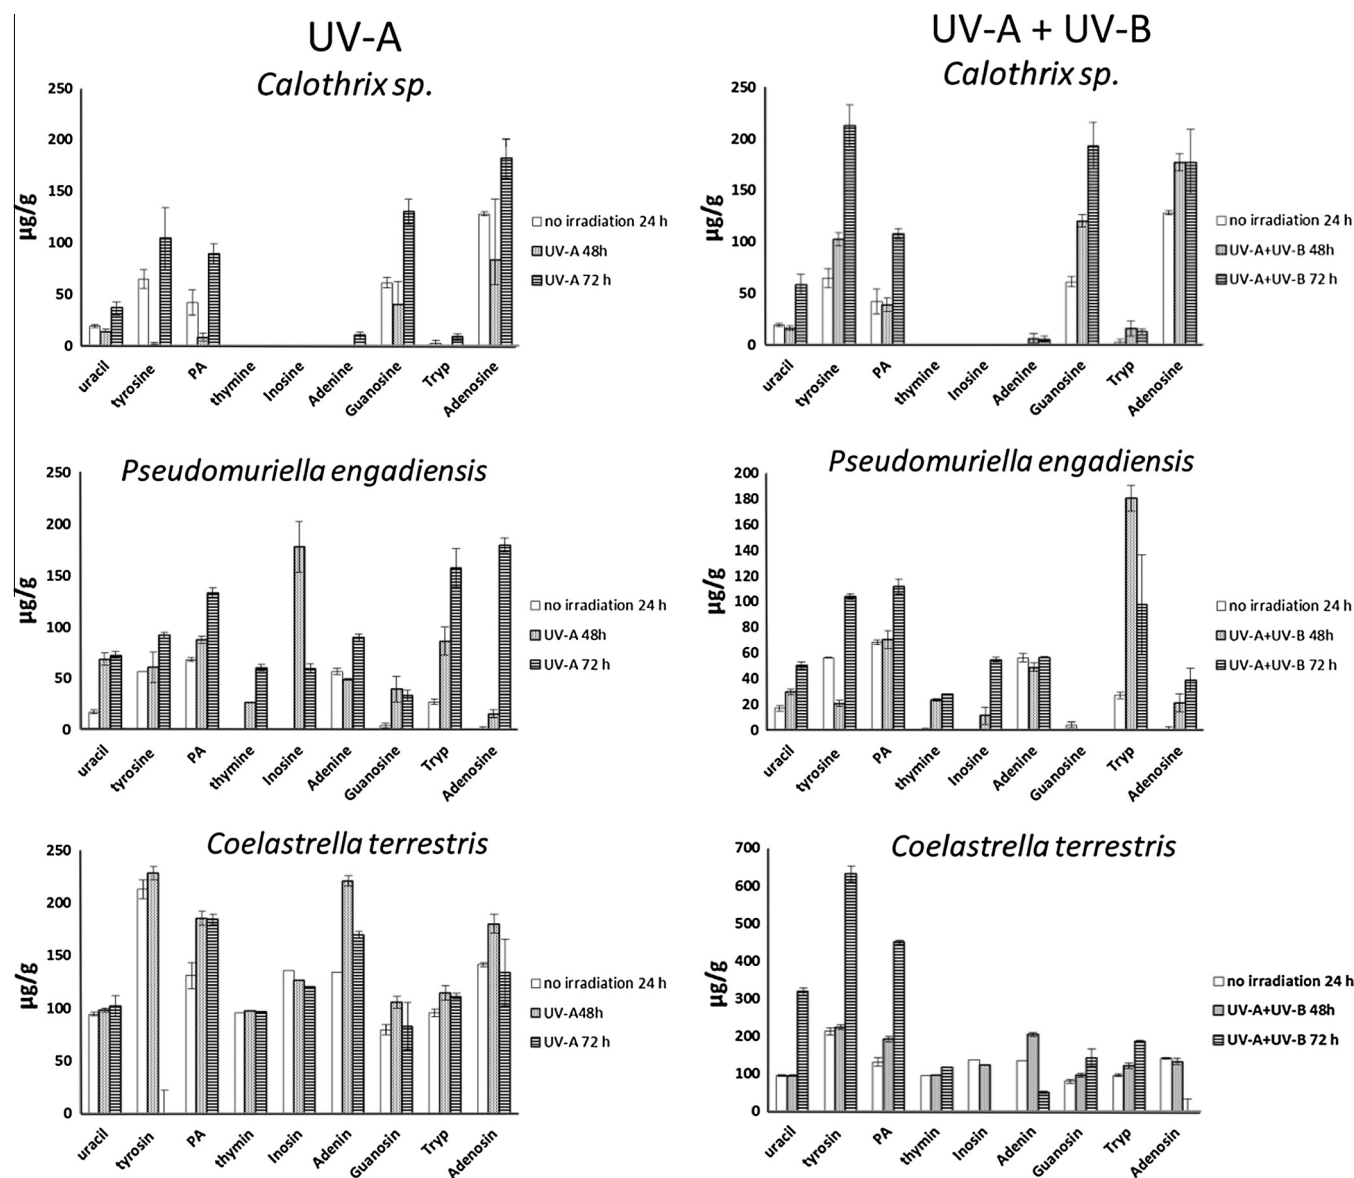 UV-A
Calothrix sp.
250
200
150
100
50
0
µg/g
uracil
tyrosine
PA
thymine
Inosine
Adenine
Guanosine
Tryp
Adenosine
no irradiation 24 h
UV-A 48h
UV-A 72 h
UV-A + UV-B
Calothrix sp.
250
200
150
100
50
0
µg/g
uracil
tyrosine
PA
thymine
Inosine
Adenine
Guanosine
Tryp
Adenosine
no irradiation 24 h
UV-A+UV-B 48h
UV-A+UV-B 72 h
Pseudomuriella engadiensis
250
200
150
100
50
0
µg/g
uracil
tyrosine
PA
thymine
Inosine
Adenine
Guanosine
Tryp
Adenosine
no irradiation 24 h
UV-A 48h
UV-A 72 h
Pseudomuriella engadiensis
200
180
160
140
120
100
80
60
40
20
0
µg/g
uracil
tyrosine
PA
thymine
Inosine
Adenine
Guanosine
Tryp
Adenosine
no irradiation 24 h
UV-A+UV-B 48h
UV-A+UV-B 72 h
Coelastrella terrestris
250
200
150
100
50
0
µg/g
uracil
tyrosin
PA
thymin
Inosin
Adenin
Guanosin
Tryp
Adenosin
no irradiation 24 h
UV-A48h
UV-A 72 h
Coelastrella terrestris
700
600
500
400
300
200
100
0
µg/g
uracil
tyrosin
PA
thymin
Inosin
Adenin
Guanosin
Tryp
Adenosin
no irradiation 24 h
UV-A+UV-B 48h
UV-A+UV-B 72 h